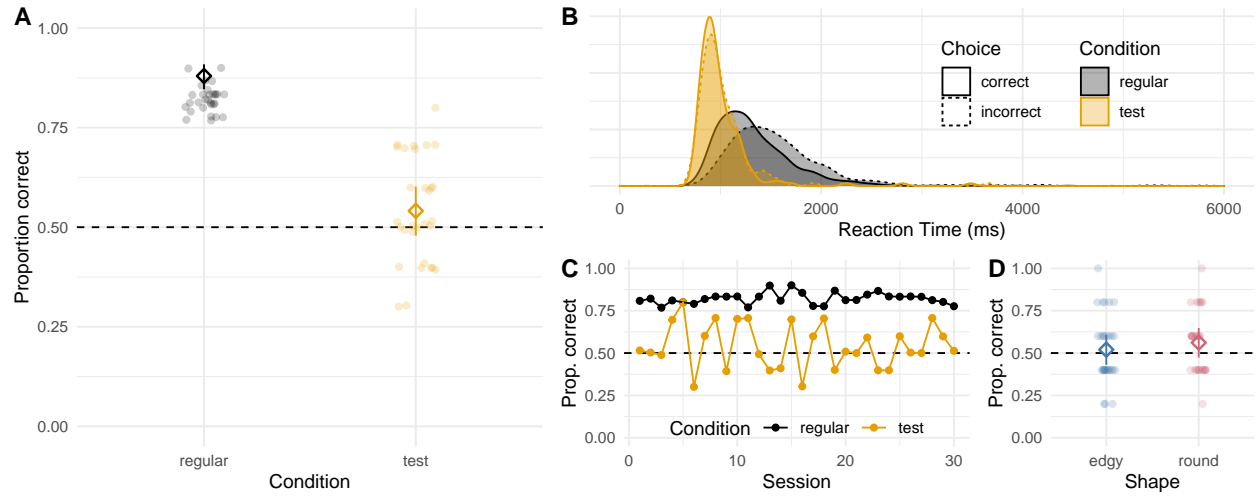 A
1.00
0.75
0.50
0.25
0.00
Proportion correct
regular
test
Condition
B
Choice
correct
incorrect
Condition
regular
test
0
2000
4000
6000
Reaction Time (ms)
C
1.00
0.75
0.50
0.25
0.00
Prop. correct
Condition
regular
test
0
10
20
30
Session
D
1.00
0.75
0.50
0.25
0.00
Prop. correct
edgy
round
Shape